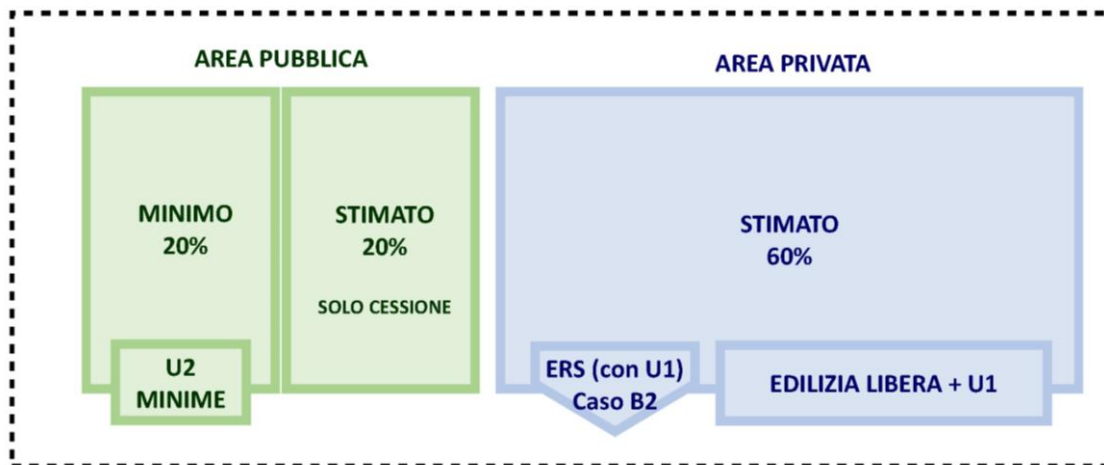 AREA PUBBLICA
MINIMO
20%
U2
MINIME
STIMATO
20%
SOLO CESSIONE
AREA PRIVATA
STIMATO
60%
ERS (con U1)
Caso B2
EDILIZIA LIBERA + U1